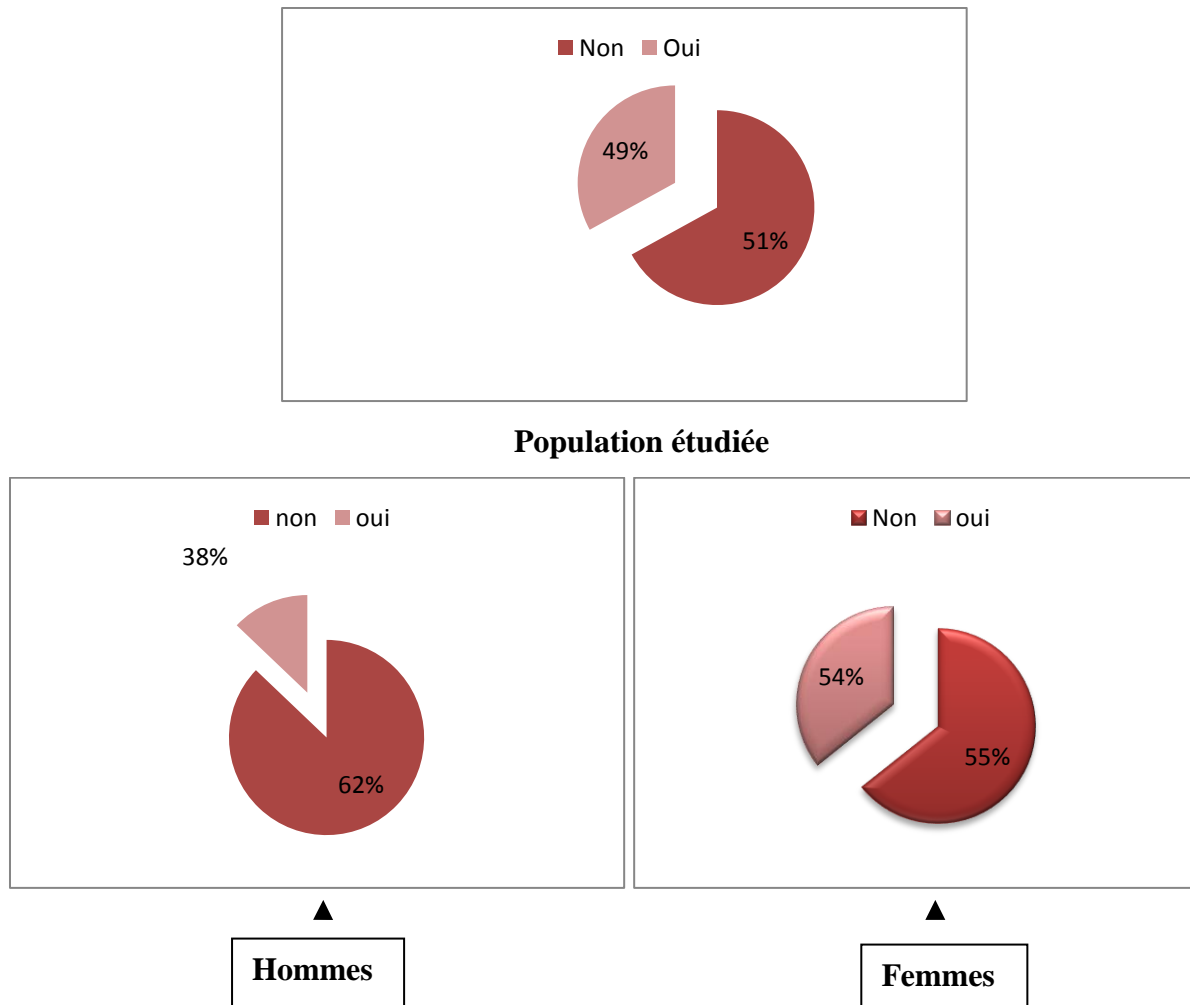 Non Oui
49%
51%
Population étudiée
non oui
38%
62%
Non oui
54%
55%
Hommes
Femmes